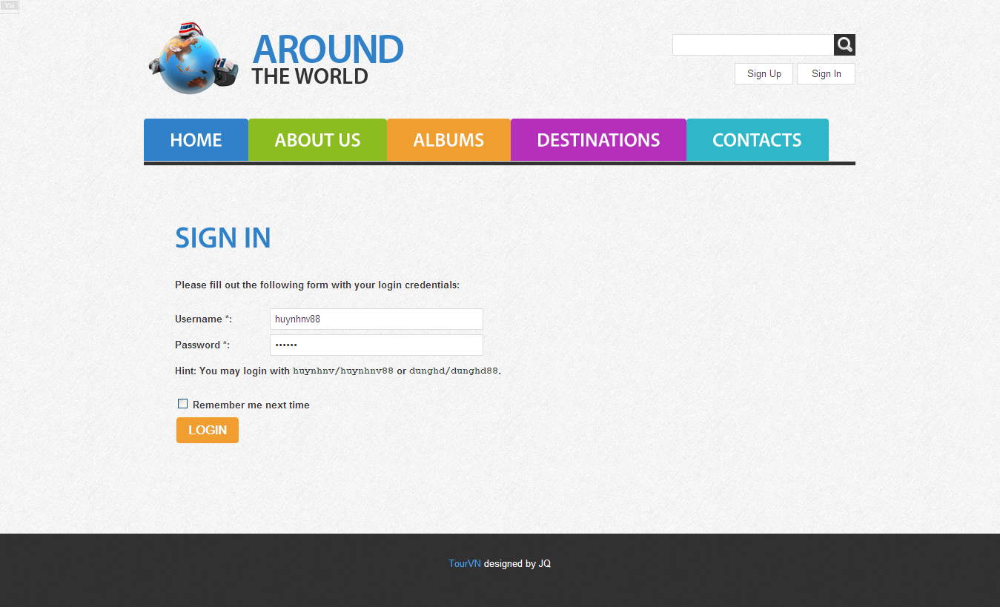 AROUND
THE WORLD
Sign Up Sign In
HOME ABOUT US ALBUMS DESTINATIONS CONTACTS
SIGN IN
Please fill out the following form with your login credentials:
Username *: huynhnv88
Password *: ••••••
Hint: You may login with huynhnv/huynhnv88 or dunghd/dunghd88.
Remember me next time
LOGIN
TourVN designed by JQ